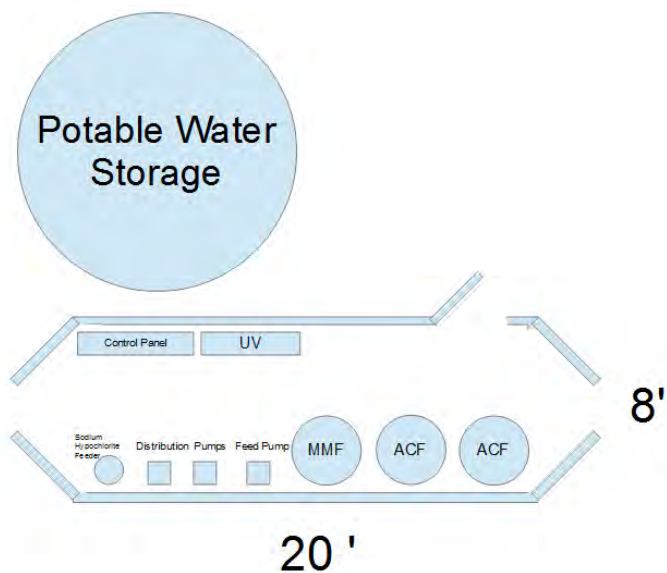 Potable Water
Storage
Control Panel
UV
8'
Sodium
Hypochlorite
Feeder
Distribution Pumps
Feed Pump
MMF
ACF
ACF
20 '